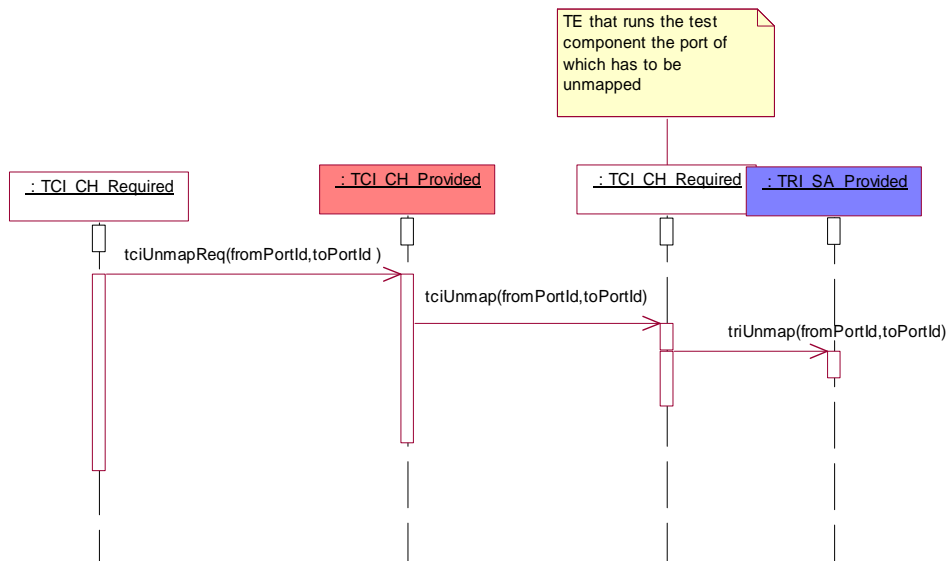 TE that runs the test
component the port of
which has to be
unmapped
: TCI_CH_Required
: TCI_CH_Provided
: TCI_CH_Required
: TRI_SA_Provided
tciUnmapReq(fromPortId,toPortId )
tciUnmap(fromPortId,toPortId)
triUnmap(fromPortId,toPortId)